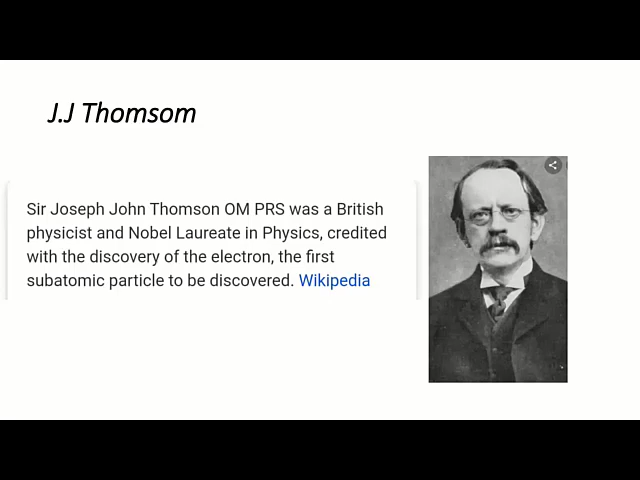 J.J Thomsom
Sir Joseph John Thomson OM PRS was a British
physicist and Nobel Laureate in Physics, credited
with the discovery of the electron, the first
subatomic particle to be discovered. Wikipedia